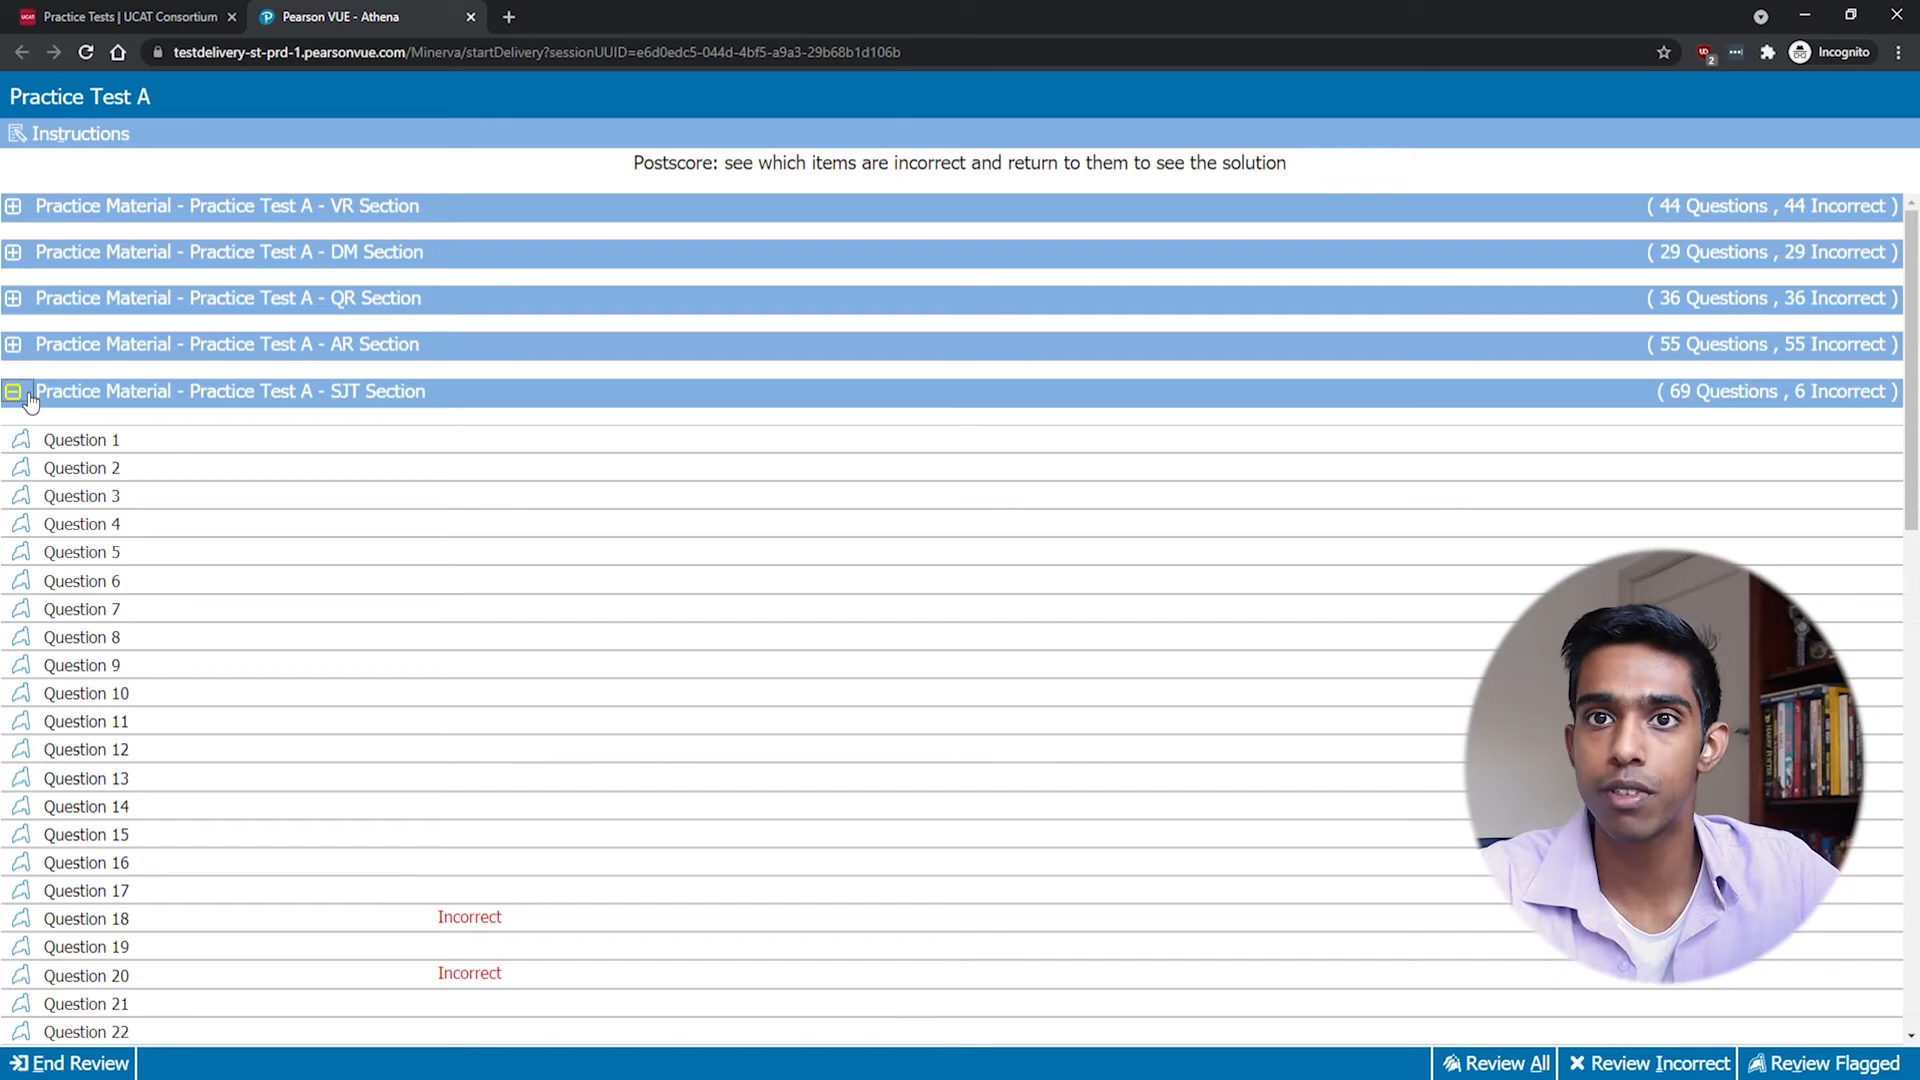 UCAT Practice Tests | UCAT Consortium
Pearson VUE - Athena
testdelivery-st-prd-1.pearsonvue.com/Minerva/startDelivery?sessionUUID=e6d0edc5-044d-4bf5-a9a3-29b68b1d106b
2
Incognito
Practice Test A
Instructions
Postscore: see which items are incorrect and return to them to see the solution
Practice Material - Practice Test A - VR Section ( 44 Questions , 44 Incorrect )
Practice Material - Practice Test A - DM Section ( 29 Questions , 29 Incorrect )
Practice Material - Practice Test A - QR Section ( 36 Questions , 36 Incorrect )
Practice Material - Practice Test A - AR Section ( 55 Questions , 55 Incorrect )
Practice Material - Practice Test A - SJT Section ( 69 Questions , 6 Incorrect )
Question 1
Question 2
Question 3
Question 4
Question 5
Question 6
Question 7
Question 8
Question 9
Question 10
Question 11
Question 12
Question 13
Question 14
Question 15
Question 16
Question 17
Question 18 Incorrect
Question 19
Question 20 Incorrect
Question 21
Question 22
End Review Review All Review Incorrect Review Flagged